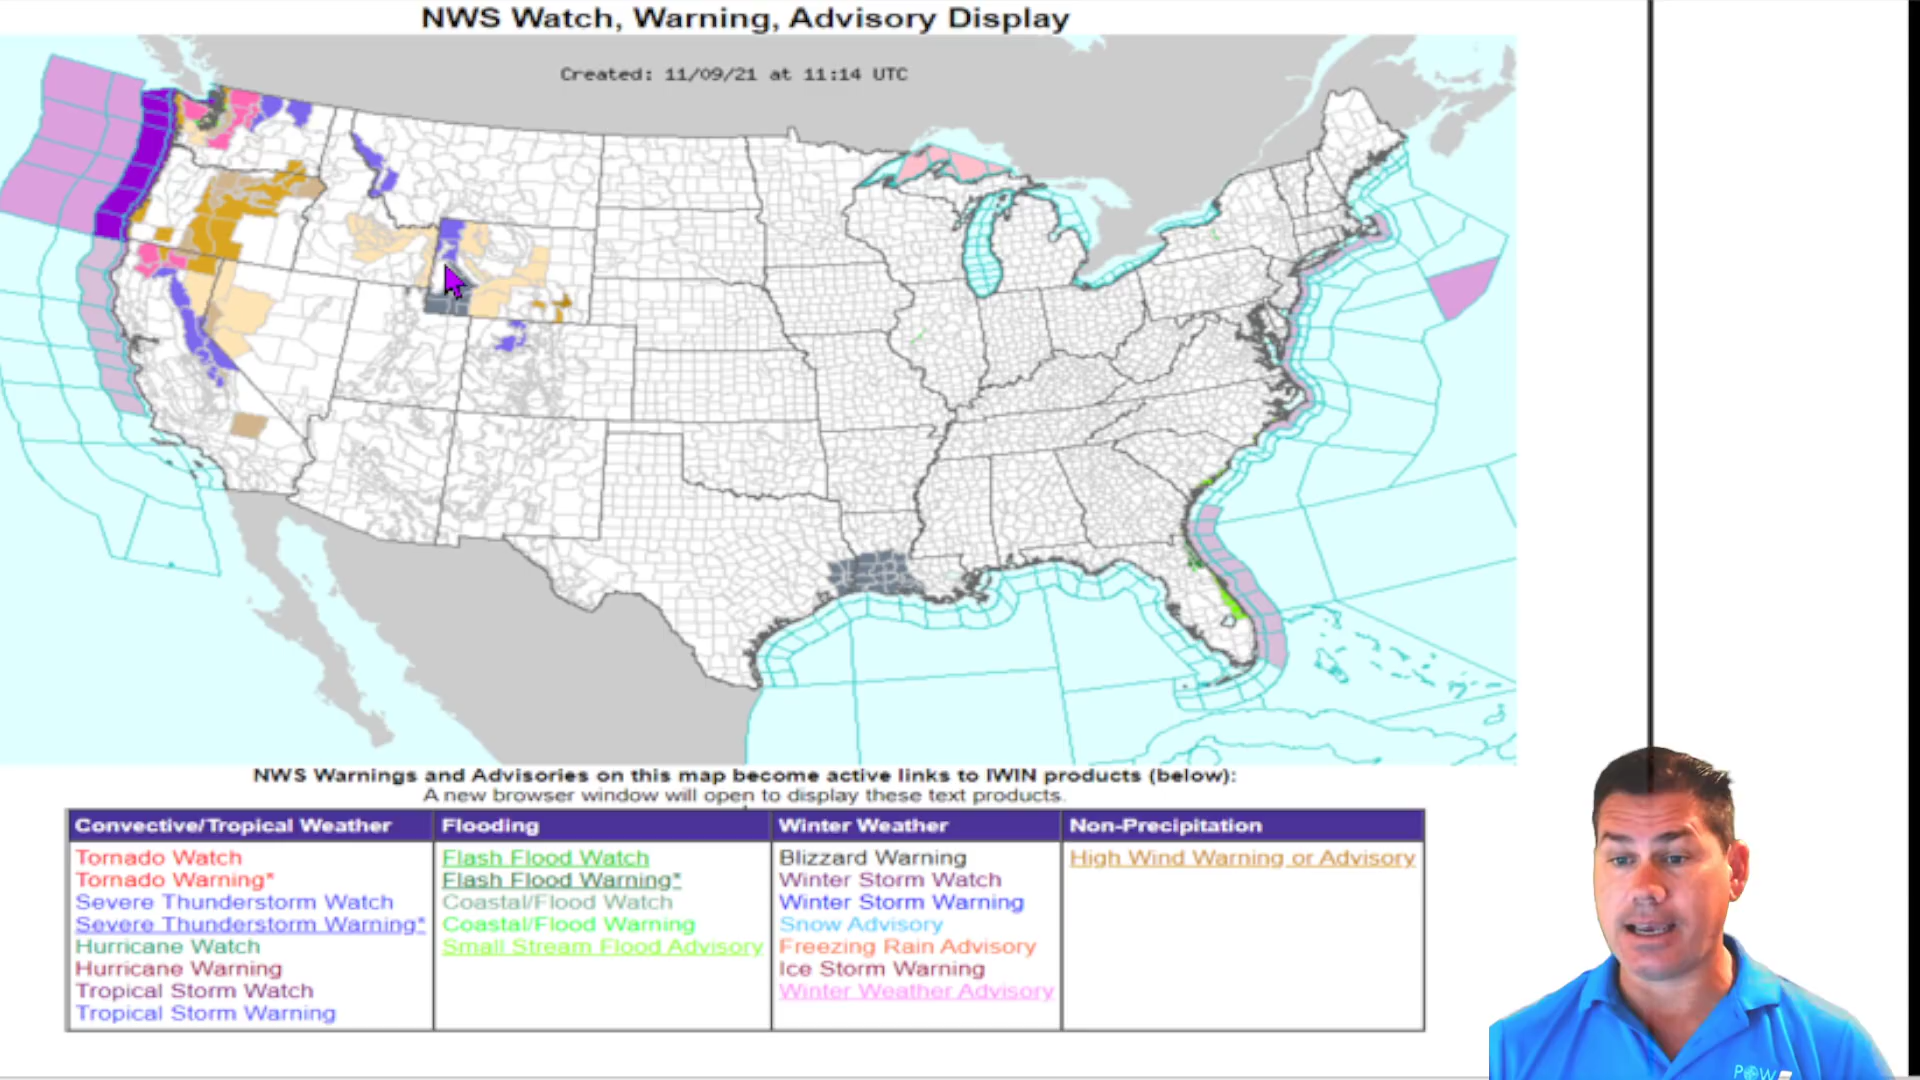 NWS Watch, Warning, Advisory Display
Created: 11/09/21 at 11:14 UTC
NWS Warnings and Advisories on this map become active links to IWIN products (below):
A new browser window will open to display these text products.
Convective/Tropical Weather
Tornado Watch
Tornado Warning*
Severe Thunderstorm Watch
Severe Thunderstorm Warning*
Hurricane Watch
Hurricane Warning
Tropical Storm Watch
Tropical Storm Warning
Flooding
Flash Flood Watch
Flash Flood Warning*
Coastal/Flood Watch
Coastal/Flood Warning
Small Stream Flood Advisory
Winter Weather
Blizzard Warning
Winter Storm Watch
Winter Storm Warning
Snow Advisory
Freezing Rain Advisory
Ice Storm Warning
Winter Weather Advisory
Non-Precipitation
High Wind Warning or Advisory
POW